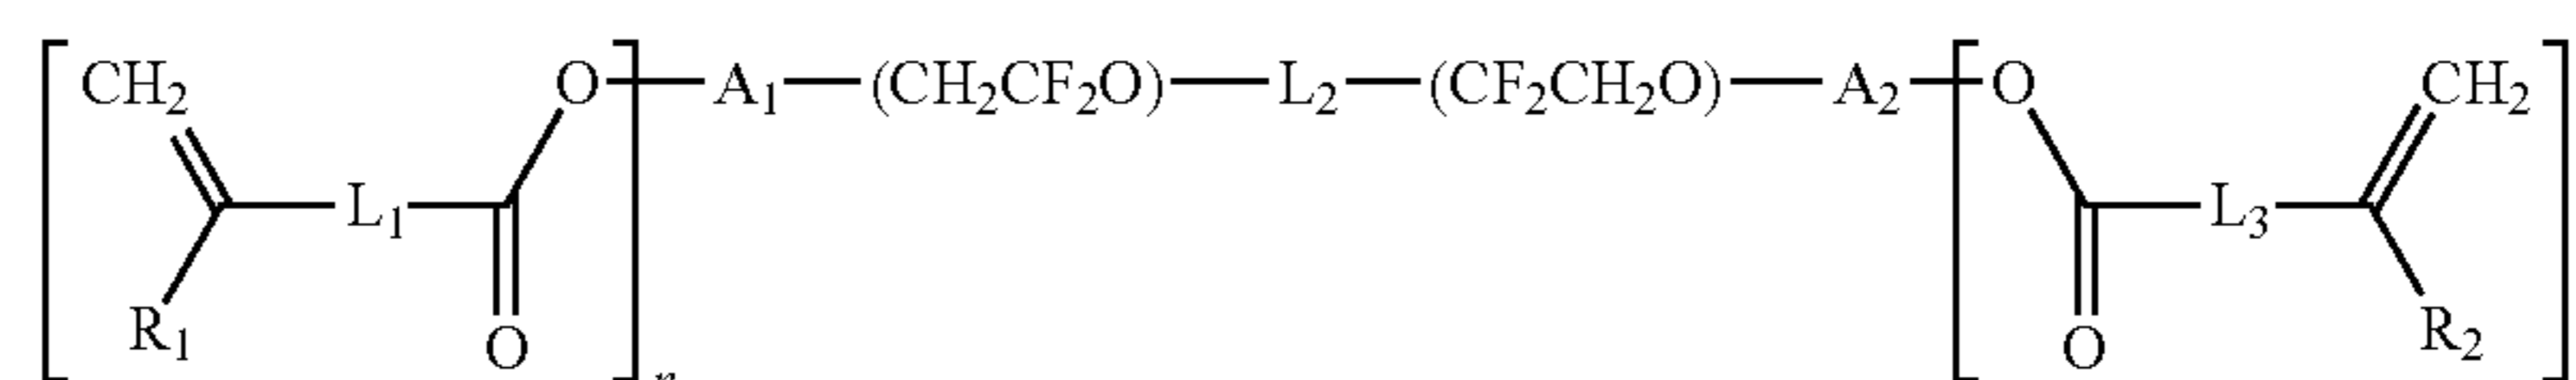 CH2 O A1 (CH2CF2O) L2 (CF2CH2O) A2 O CH2
L1 L3
R1 O O R2
n